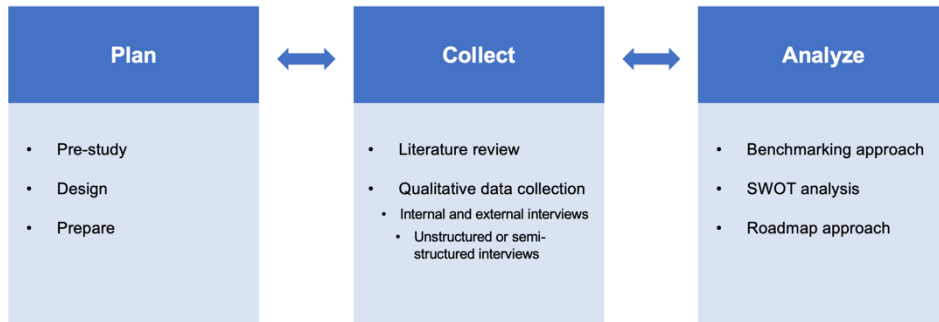 Plan
Pre-study
Design
Prepare
Collect
Literature review
Qualitative data collection
Internal and external interviews
Unstructured or semi-
structured interviews
Analyze
Benchmarking approach
SWOT analysis
Roadmap approach